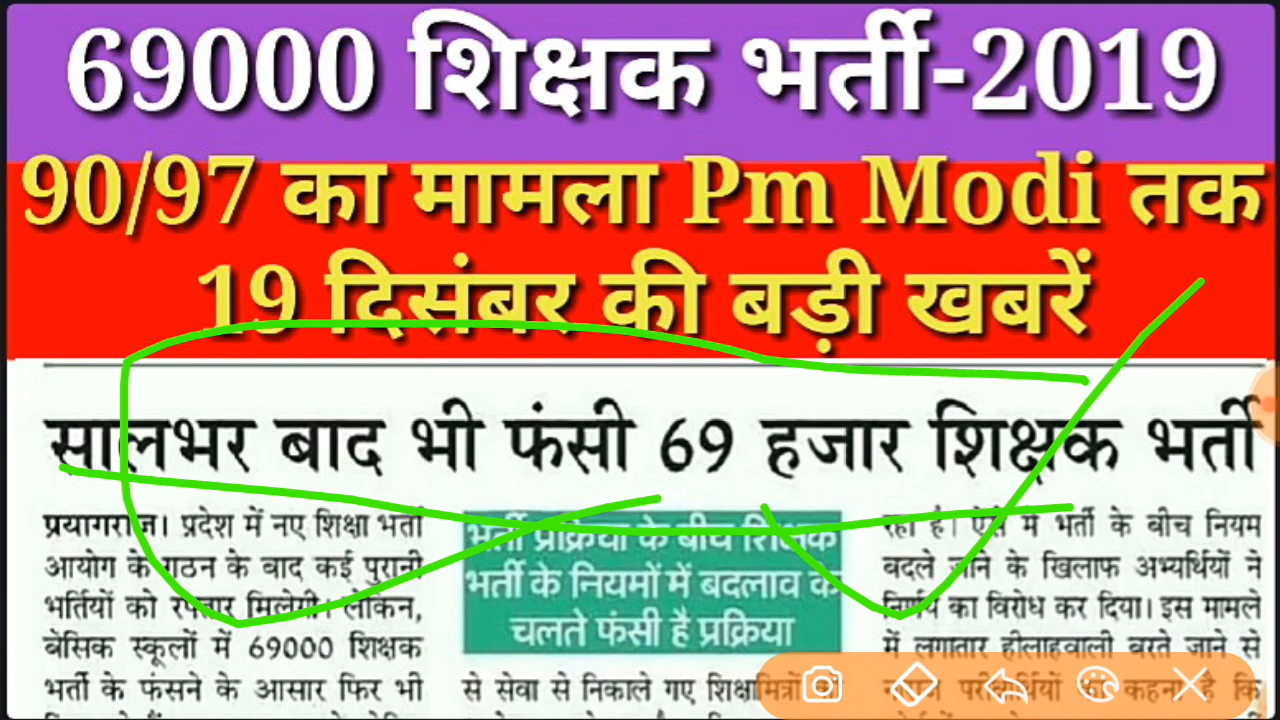 69000 शिक्षक भर्ती-2019
90/97 का मामला Pm Modi तक
19 दिसंबर की बड़ी खबरें
सालभर बाद भी फंसी 69 हजार शिक्षक भर्ती
प्रयागराज। प्रदेश में नए शिक्षा भर्ती
आयोग के गठन के बाद कई पुरानी
भर्तियों को रफ्तार मिलेगी। लेकिन,
बेसिक स्कूलों में 69000 शिक्षक
भर्ती के फंसने के आसार फिर भी
भर्ती प्रक्रिया के बीच शिक्षक
भर्ती के नियमों में बदलाव के
चलते फंसी है प्रक्रिया
से सेवा से निकाले गए शिक्षामित्रों
रहा है। ऐसे में भर्ती के बीच नियम
बदले जाने के खिलाफ अभ्यर्थियों ने
निर्णय का विरोध कर दिया। इस मामले
में लगातार हीलाहवाली बरते जाने से
परीक्षार्थियों का कहना है कि